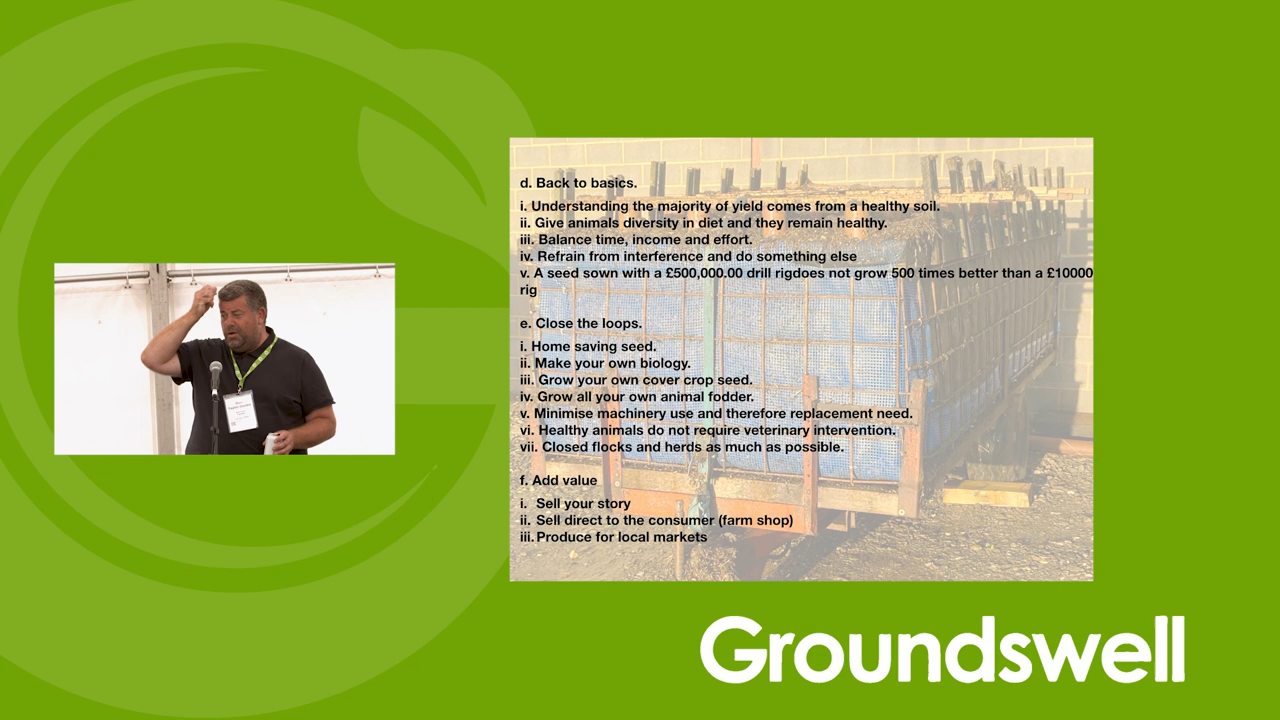 d. Back to basics.
i. Understanding the majority of yield comes from a healthy soil.
ii. Give animals diversity in diet and they remain healthy.
iii. Balance time, income and effort.
iv. Refrain from interference and do something else
v. A seed sown with a £500,000.00 drill rigdoes not grow 500 times better than a £10000
rig
e. Close the loops.
i. Home saving seed.
ii. Make your own biology.
iii. Grow your own cover crop seed.
iv. Grow all your own animal fodder.
v. Minimise machinery use and therefore replacement need.
vi. Healthy animals do not require veterinary intervention.
vii. Closed flocks and herds as much as possible.
f. Add value
i. Sell your story
ii. Sell direct to the consumer (farm shop)
iii. Produce for local markets
Groundswell